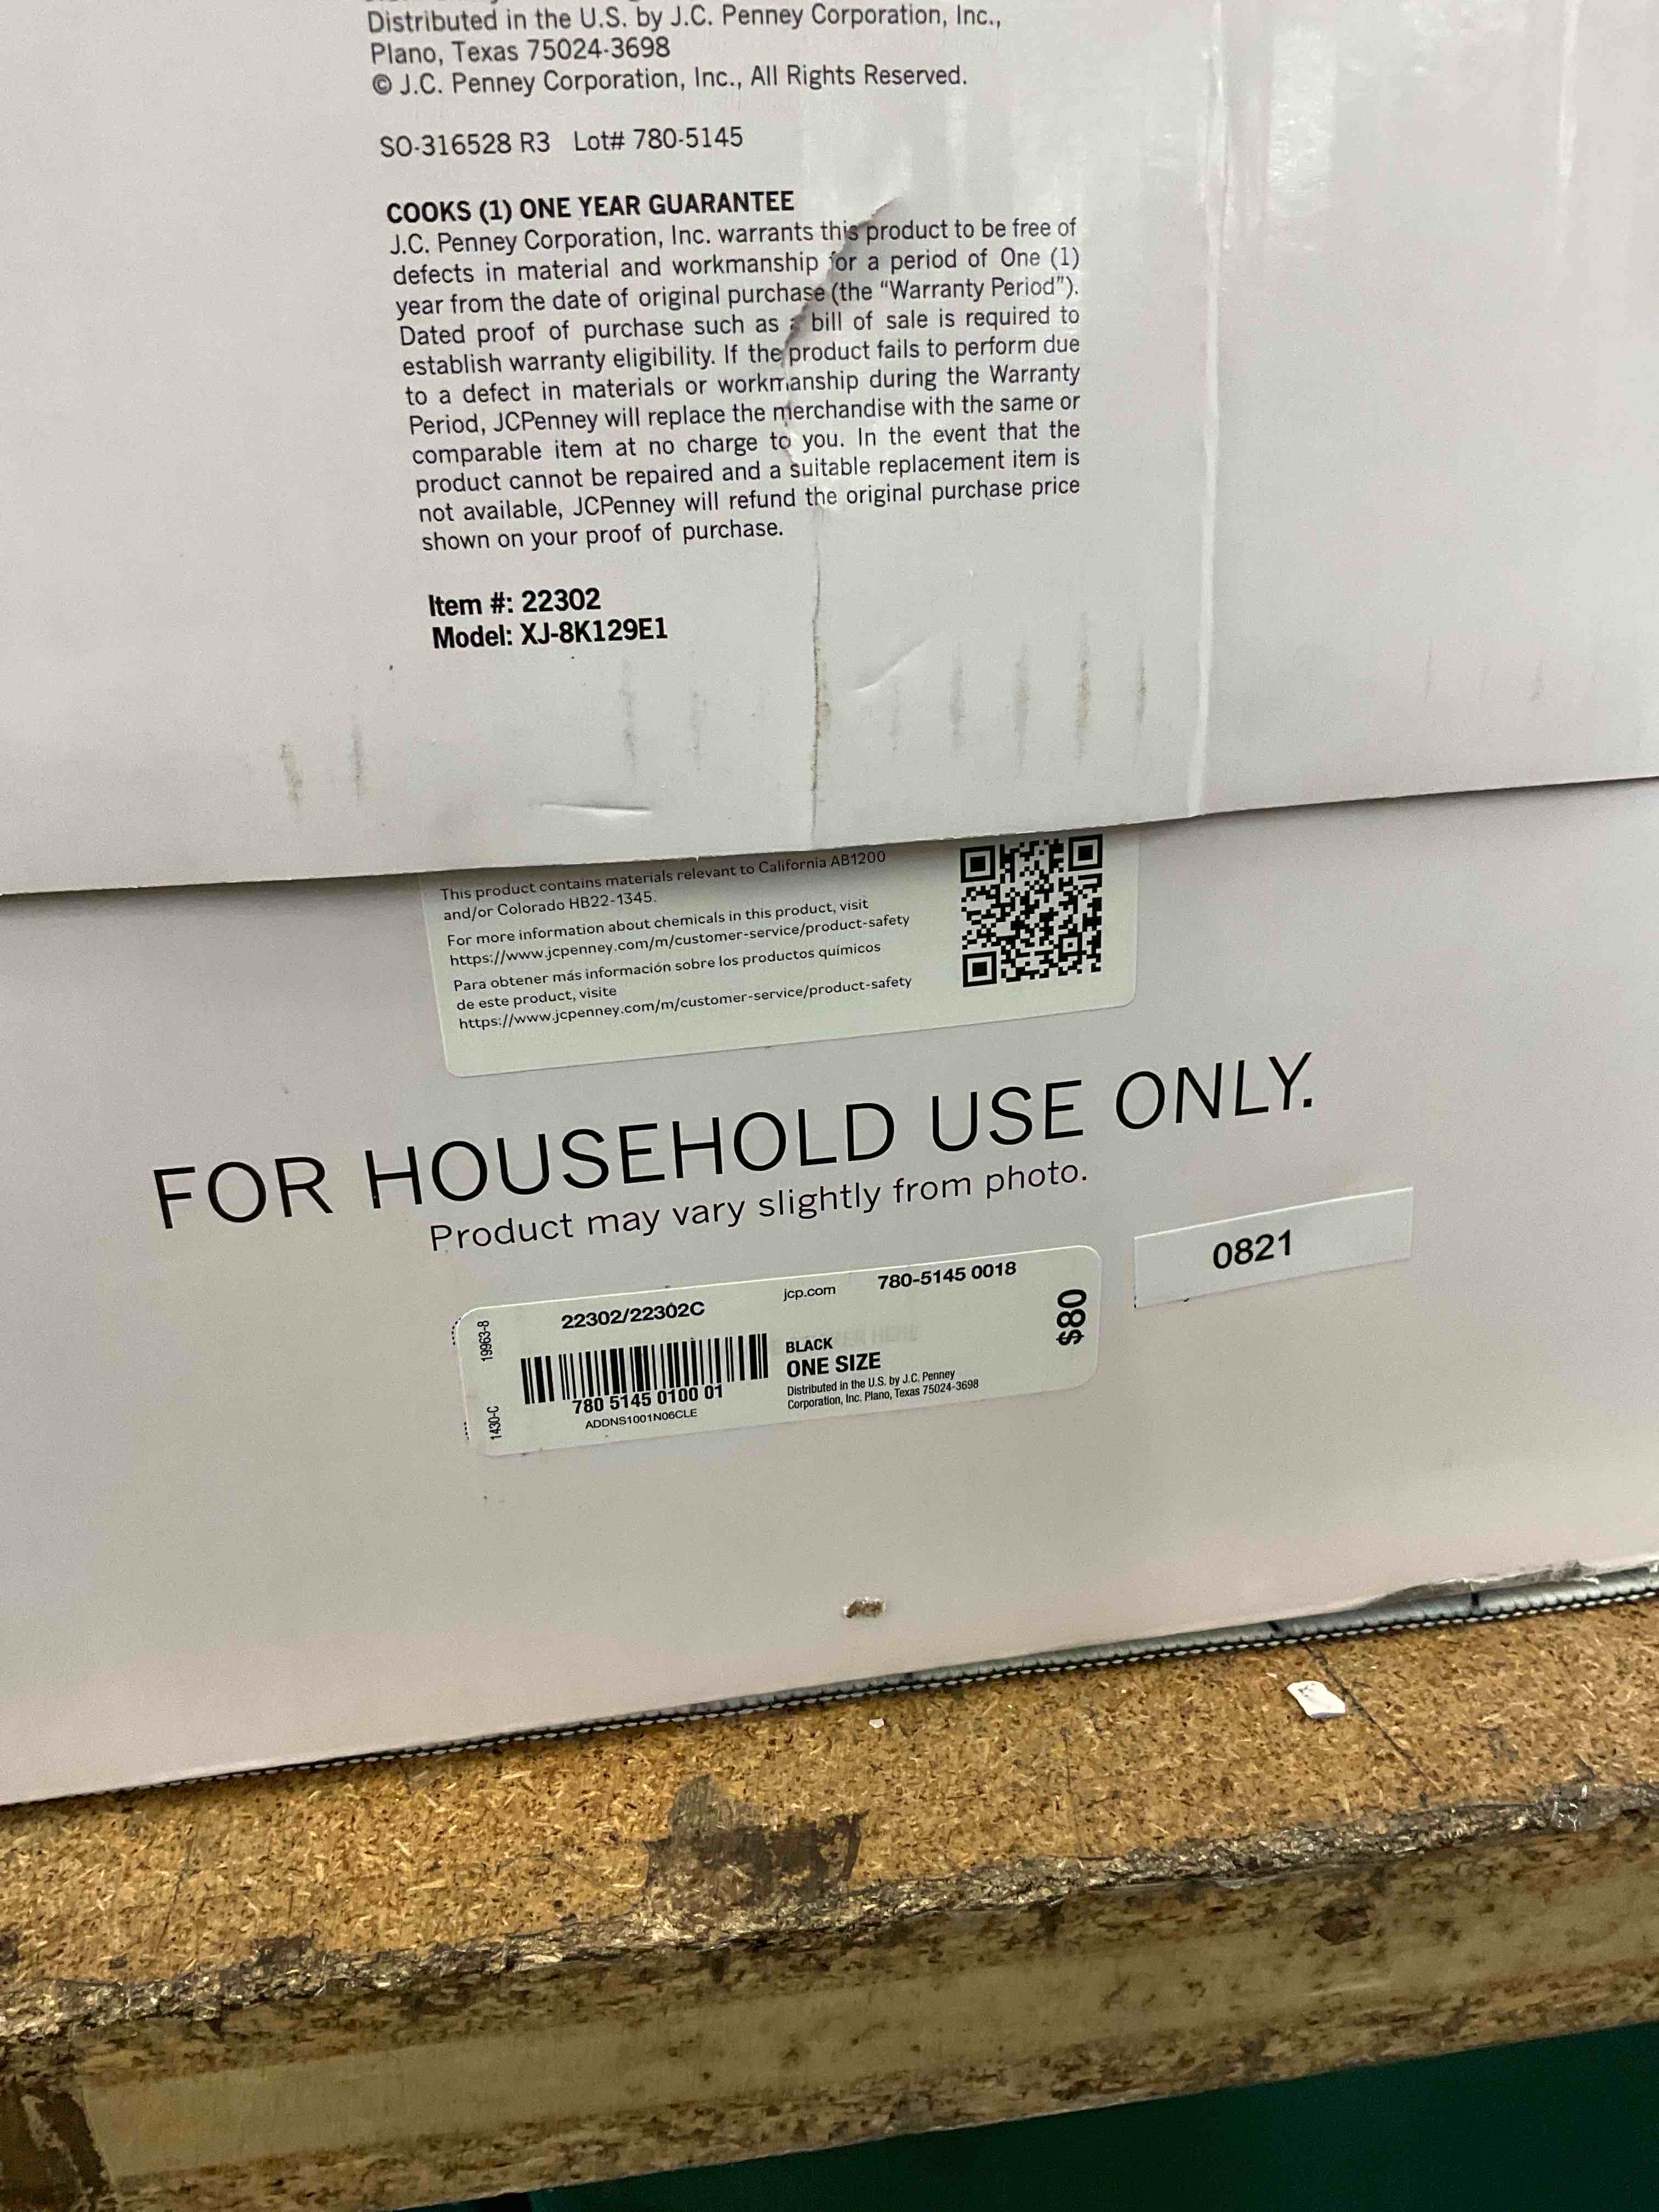 Distributed in the U.S. by J.C. Penney Corporation, Inc.,
Plano, Texas 75024-3698
© J.C. Penney Corporation, Inc., All Rights Reserved.
SO-316528 R3 Lot# 780-5145
COOKS (1) ONE YEAR GUARANTEE
J.C. Penney Corporation, Inc. warrants this product to be free of
defects in material and workmanship for a period of One (1)
year from the date of original purchase (the “Warranty Period”).
Dated proof of purchase such as a bill of sale is required to
establish warranty eligibility. If the product fails to perform due
to a defect in materials or workmanship during the Warranty
Period, JCPenney will replace the merchandise with the same or
comparable item at no charge to you. In the event that the
product cannot be repaired and a suitable replacement item is
not available, JCPenney will refund the original purchase price
shown on your proof of purchase.
Item #: 22302
Model: XJ-8K129E1
This product contains materials relevant to California AB1200
and/or Colorado HB22-1345.
For more information about chemicals in this product, visit
https://www.jcpenney.com/m/customer-service/product-safety
Para obtener más información sobre los productos químicos
de este product, visite
https://www.jcpenney.com/m/customer-service/product-safety
FOR HOUSEHOLD USE ONLY.
Product may vary slightly from photo.
0821
22302/22302C jcp.com 780-5145 0018
19963-8
1430-C
$80
BLACK
ONE SIZE
780 5145 0100 01
ADDNS1001N06CLE
Distributed in the U.S. by J.C. Penney
Corporation, Inc. Plano, Texas 75024-3698